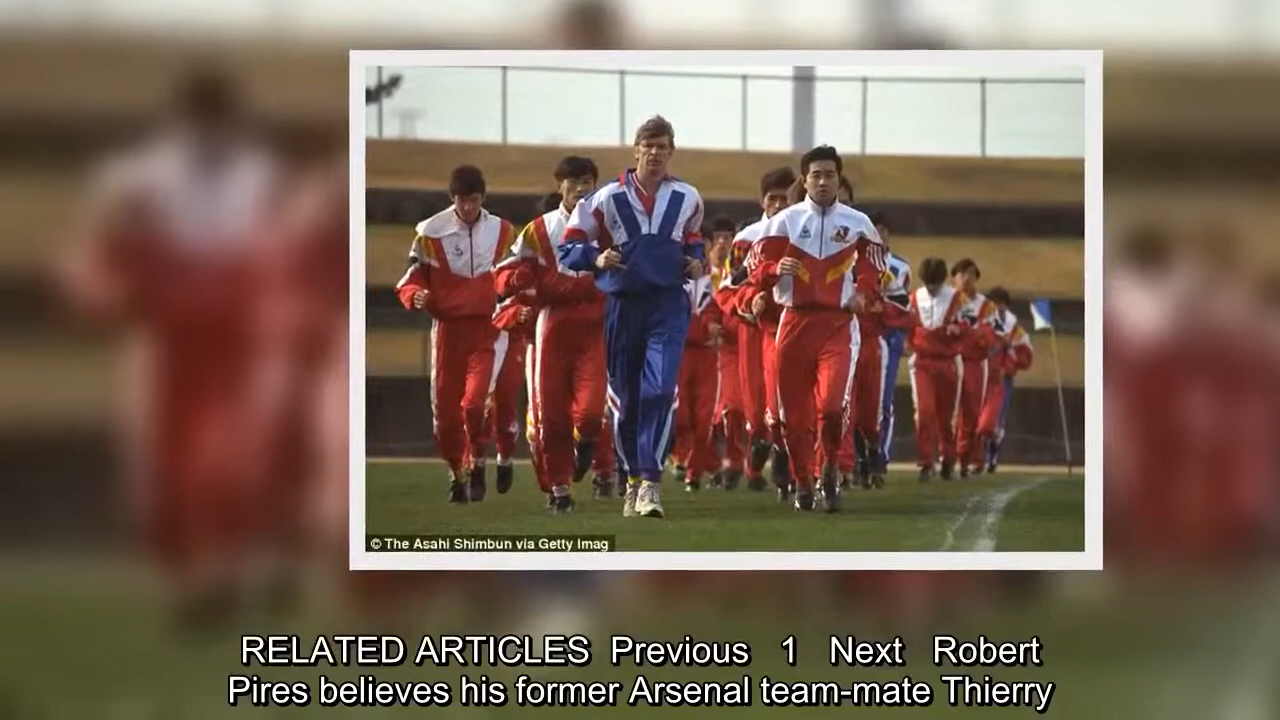 © The Asahi Shimbun via Getty Imag
RELATED ARTICLES Previous 1 Next Robert
Pires believes his former Arsenal team-mate Thierry